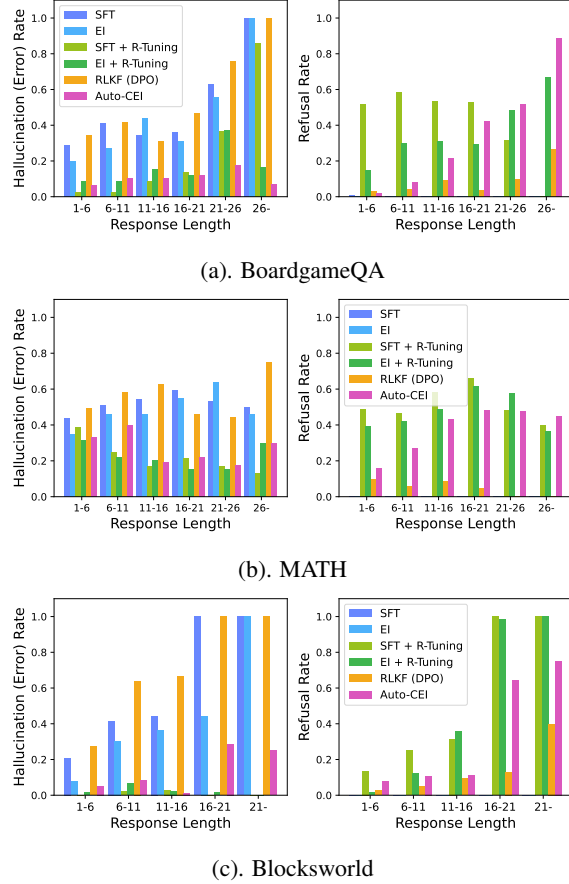 Hallucination (Error) Rate
1.0
0.8
0.6
0.4
0.2
0.0
SFT
EI
SFT + R-Tuning
EI + R-Tuning
RLKF (DPO)
Auto-CEI
1-6 6-11 11-16 16-21 21-26 26-
Response Length
Refusal Rate
1.0
0.8
0.6
0.4
0.2
0.0
1-6 6-11 11-16 16-21 21-26 26-
Response Length
(a). BoardgameQA
Hallucination (Error) Rate
1.0
0.8
0.6
0.4
0.2
0.0
1-6 6-11 11-16 16-21 21-26 26-
Response Length
Refusal Rate
1.0
0.8
0.6
0.4
0.2
0.0
SFT
EI
SFT + R-Tuning
EI + R-Tuning
RLKF (DPO)
Auto-CEI
1-6 6-11 11-16 16-21 21-26 26-
Response Length
(b). MATH
Hallucination (Error) Rate
1.0
0.8
0.6
0.4
0.2
0.0
1-6 6-11 11-16 16-21 21-
Response Length
Refusal Rate
1.0
0.8
0.6
0.4
0.2
0.0
SFT
EI
SFT + R-Tuning
EI + R-Tuning
RLKF (DPO)
Auto-CEI
1-6 6-11 11-16 16-21 21-
Response Length
(c). Blocksworld